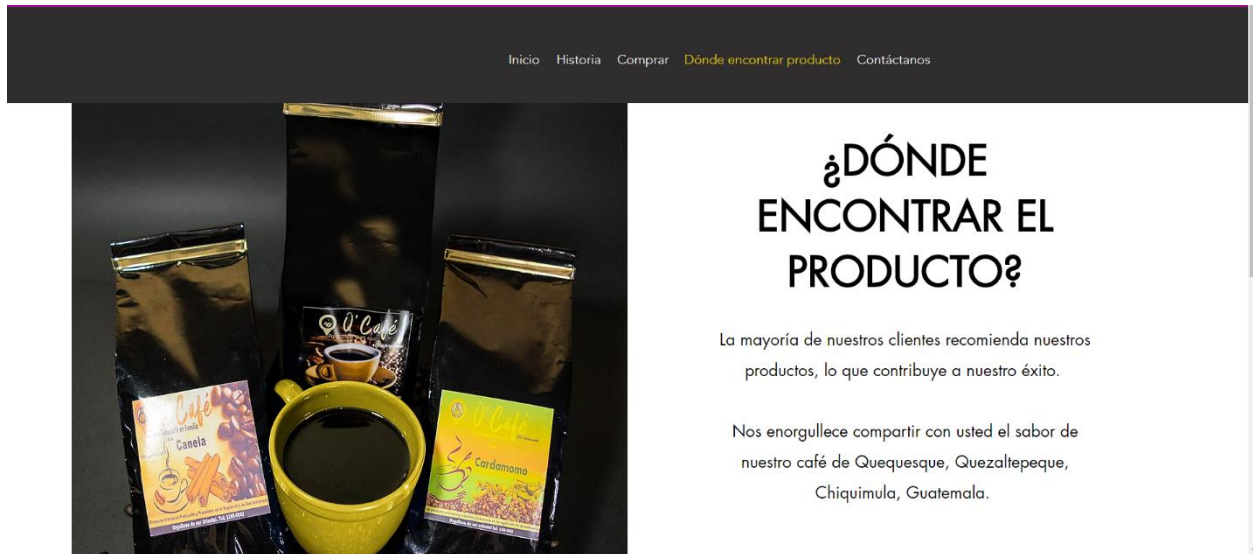 Inicio Historia Comprar Dónde encontrar producto Contáctanos
¿DÓNDE
ENCONTRAR EL
PRODUCTO?
La mayoría de nuestros clientes recomienda nuestros
productos, lo que contribuye a nuestro éxito.
Nos enorgullece compartir con usted el sabor de
nuestro café de Quequesque, Quezaltepeque,
Chiquimula, Guatemala.
O' Café
Café
Canela
O' Café
Cardamomo